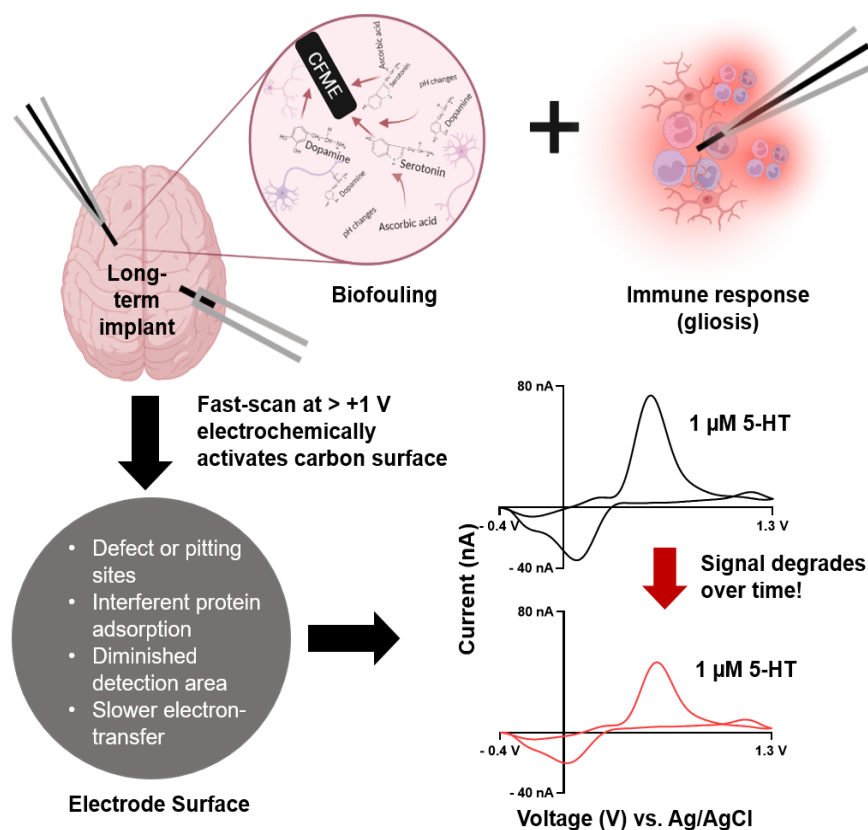 CFME
Ascorbic acid
Serotonin
pH changes
Dopamine
Dopamine
Serotonin
Dopamine
pH changes
Ascorbic acid
Long-
term
implant
Biofouling
Immune response
(gliosis)
Fast-scan at > +1 V
electrochemically
activates carbon surface
• Defect or pitting
sites
• Interferent protein
adsorption
• Diminished
detection area
• Slower electron-
transfer
Electrode Surface
80 nA
1 µM 5-HT
- 0.4 V
1.3 V
- 40 nA
Current (nA)
Signal degrades
over time!
80 nA
1 µM 5-HT
- 0.4 V
1.3 V
- 40 nA
Voltage (V) vs. Ag/AgCl